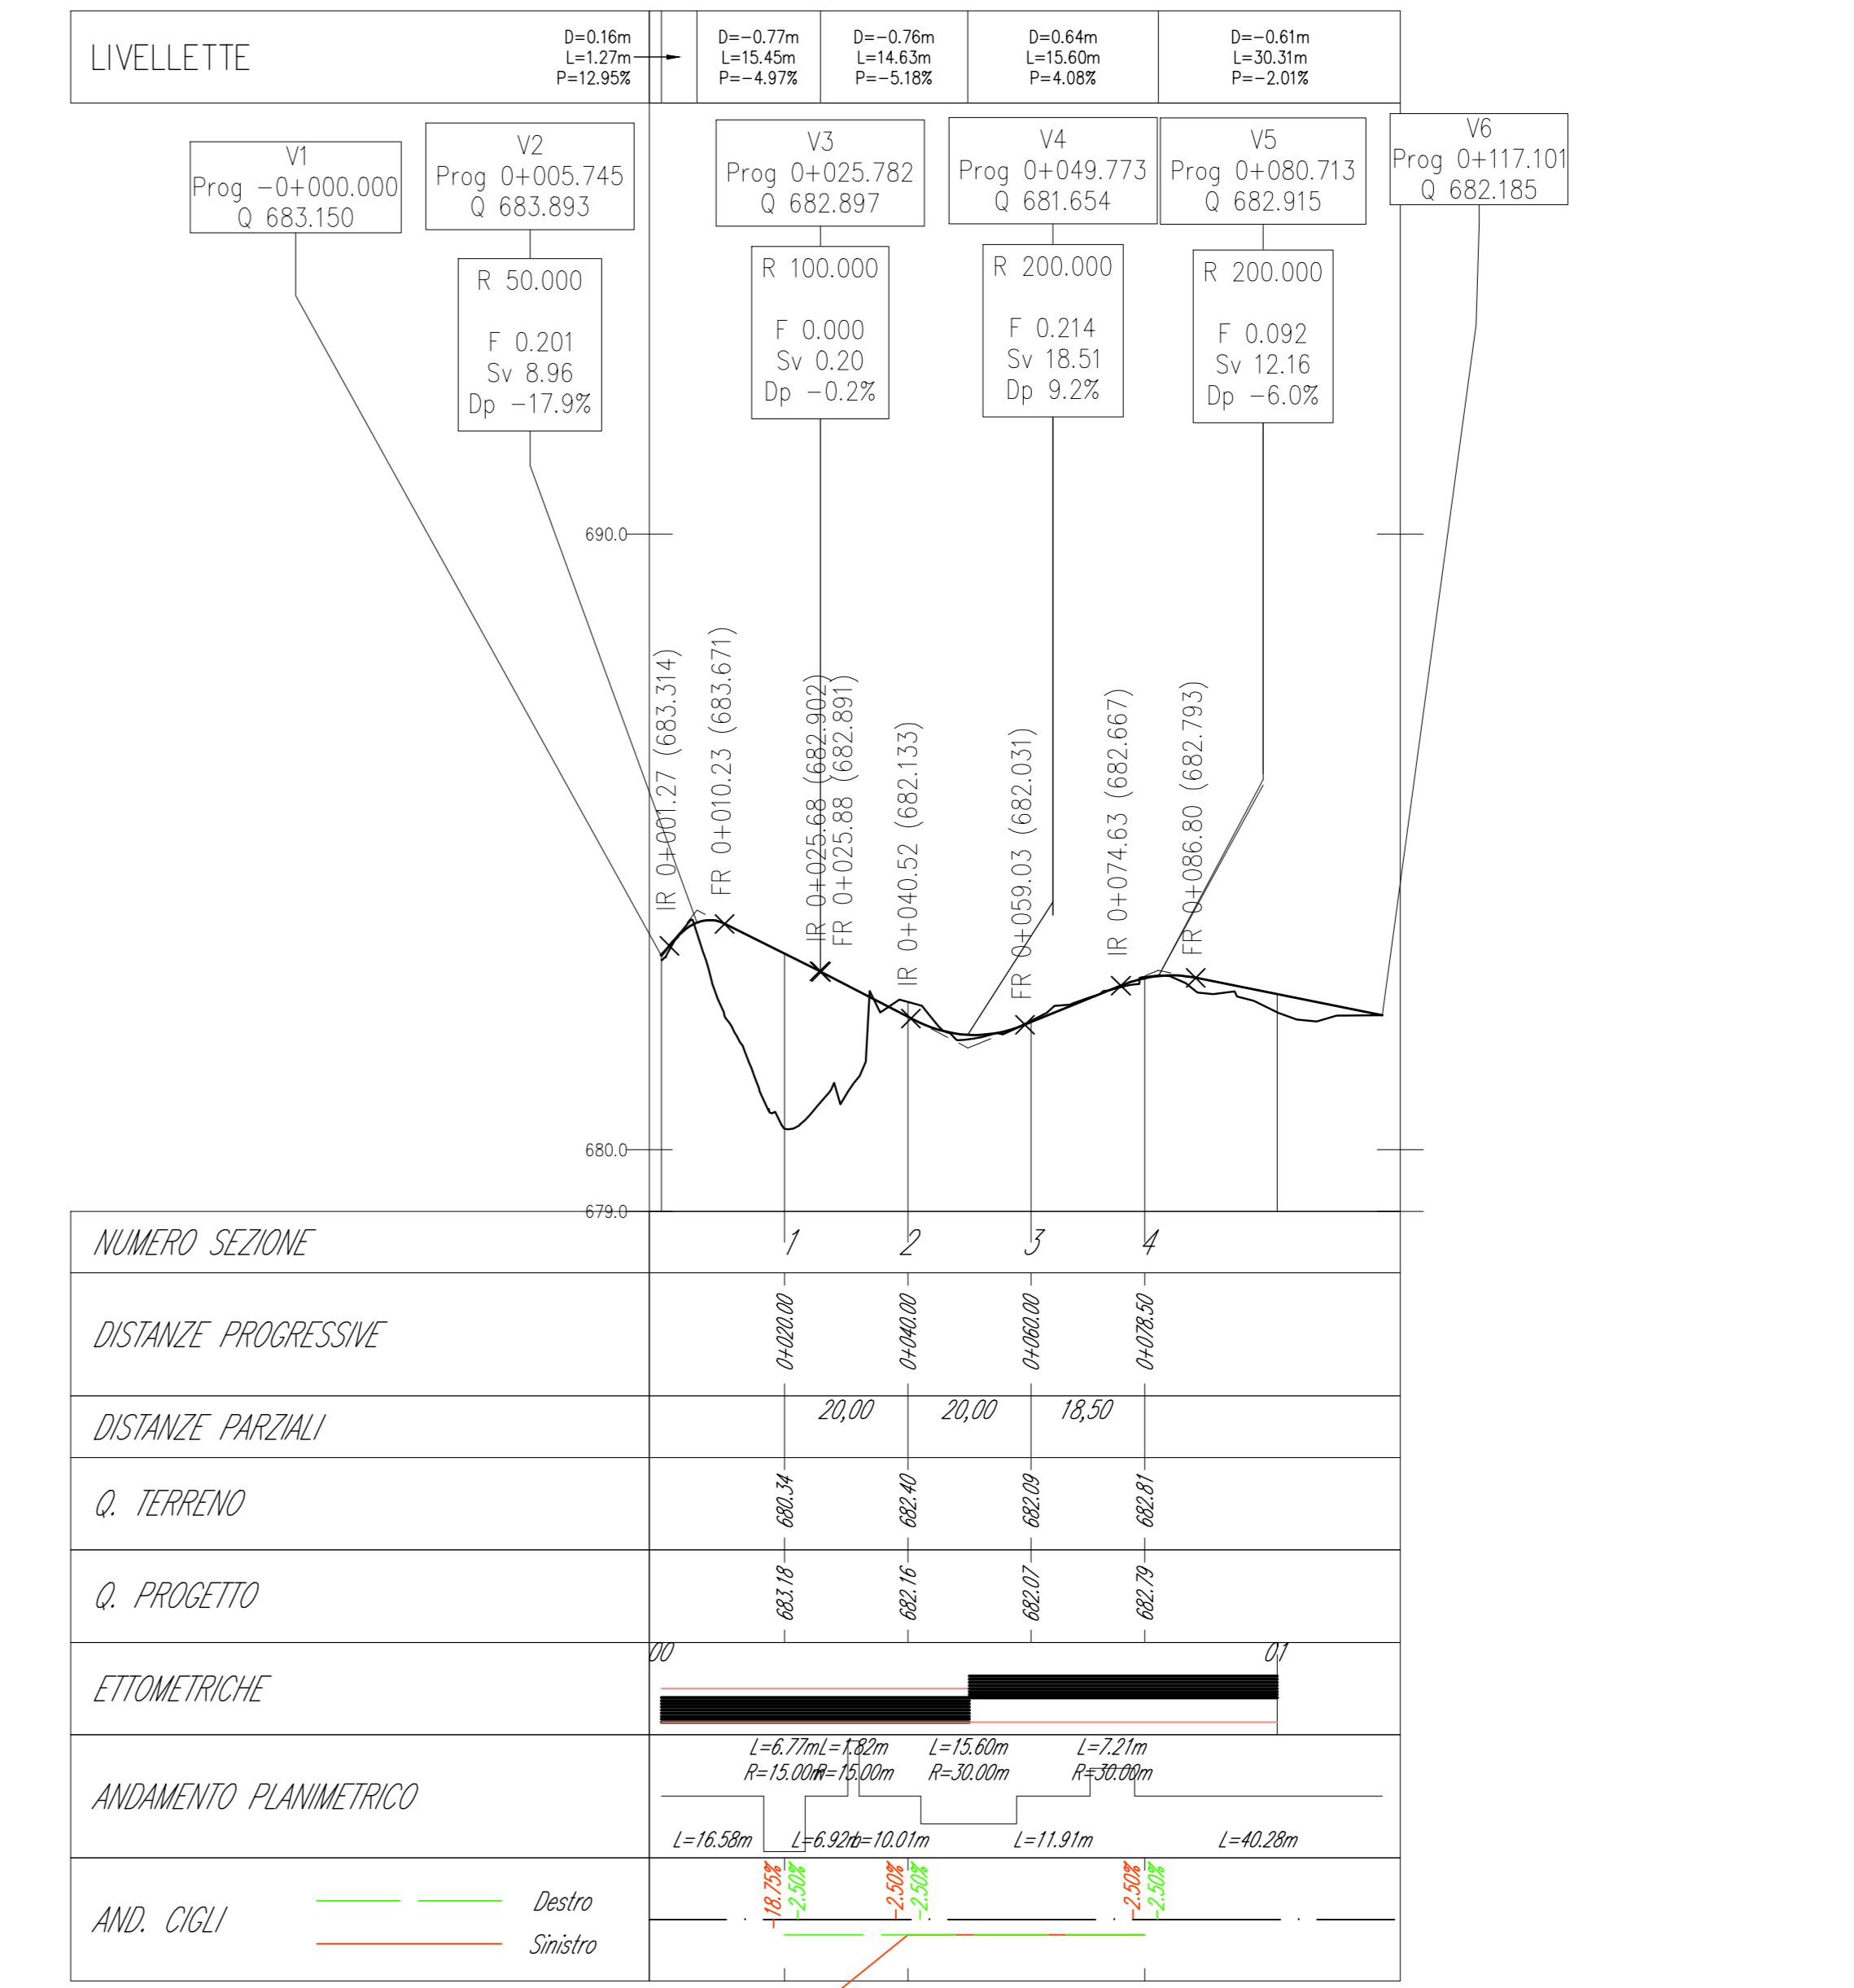 LIVELLETTE
D=0.16m
L=1.27m
P=12.95%
D=−0.77m
L=15.45m
P=−4.97%
D=−0.76m
L=14.63m
P=−5.18%
D=0.64m
L=15.60m
P=4.08%
D=−0.61m
L=30.31m
P=−2.01%
V1
Prog −0+000.000
Q 683.150
V2
Prog 0+005.745
Q 683.893
V3
Prog 0+025.782
Q 682.897
V4
Prog 0+049.773
Q 681.654
V5
Prog 0+080.713
Q 682.915
V6
Prog 0+117.101
Q 682.185
R 50.000
F 0.201
Sv 8.96
Dp −17.9%
R 100.000
F 0.000
Sv 0.20
Dp −0.2%
R 200.000
F 0.214
Sv 18.51
Dp 9.2%
R 200.000
F 0.092
Sv 12.16
Dp −6.0%
690.0
IR 0+001.27 (683.314)
FR 0+010.23 (683.671)
IR 0+025.68 (682.902)
FR 0+025.88 (682.891)
IR 0+040.52 (682.133)
FR 0+059.03 (682.031)
IR 0+074.63 (682.667)
FR 0+086.80 (682.793)
680.0
679.0
NUMERO SEZIONE
1
2
3
4
DISTANZE PROGRESSIVE
0+020.00
0+040.00
0+060.00
0+078.50
DISTANZE PARZIALI
20,00
20,00
18,50
Q. TERRENO
680.34
682.40
682.09
682.81
Q. PROGETTO
683.18
682.16
682.07
682.79
ETTOMETRICHE
00
01
ANDAMENTO PLANIMETRICO
L=6.77m
R=15.00m
L=1.82m
R=15.00m
L=15.60m
R=30.00m
L=7.21m
R=30.00m
L=16.58m
L=6.92m
L=10.01m
L=11.91m
L=40.28m
AND. CIGLI
Destro
Sinistro
−18.75%
−2.50%
−2.50%
−2.50%
−2.50%
−2.50%